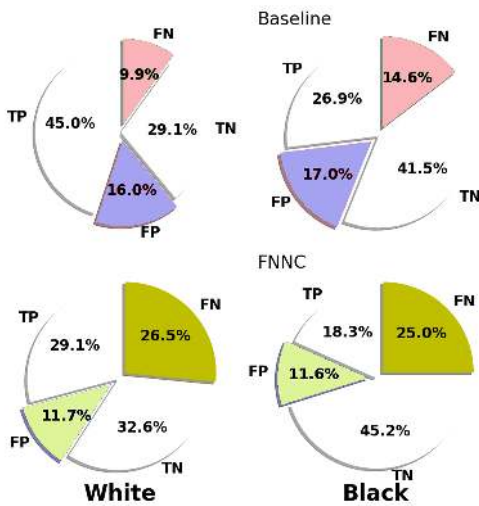 Baseline
FN
9.9%
TP
45.0%
29.1%
TN
16.0%
FP
FN
14.6%
TP
26.9%
41.5%
17.0%
FP
TN
FNNC
FN
26.5%
TP
29.1%
11.7%
FP
32.6%
TN
White
TP
FN
18.3%
25.0%
FP
11.6%
45.2%
TN
Black